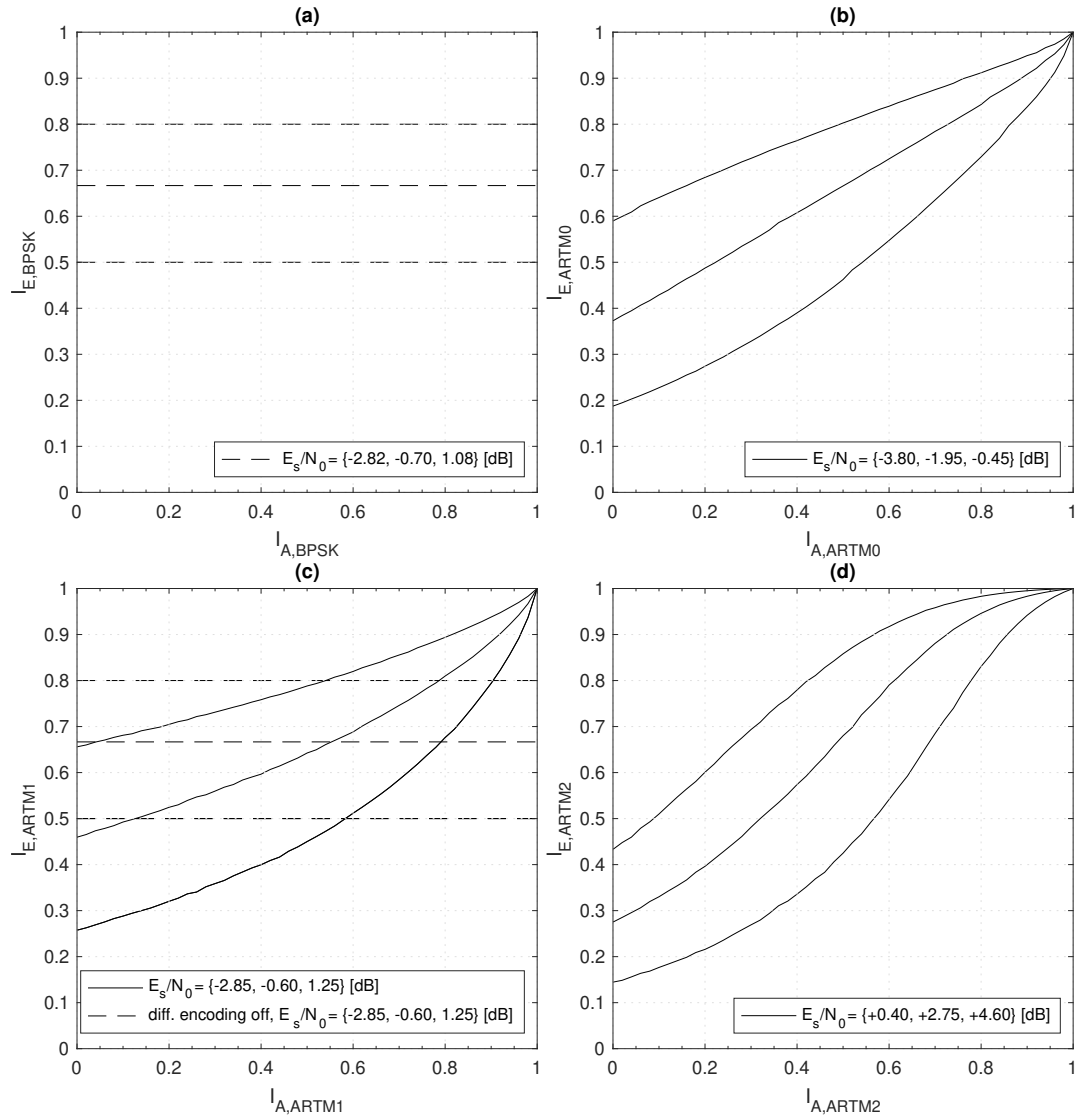 (a)
1
0.9
0.8
0.7
0.6
0.5
0.4
0.3
0.2
0.1
0
I_E,BPSK
E_s/N_0 = {-2.82, -0.70, 1.08} [dB]
0 0.2 0.4 0.6 0.8 1
I_A,BPSK
(b)
1
0.9
0.8
0.7
0.6
0.5
0.4
0.3
0.2
0.1
0
I_E,ARTM0
E_s/N_0 = {-3.80, -1.95, -0.45} [dB]
0 0.2 0.4 0.6 0.8 1
I_A,ARTM0
(c)
1
0.9
0.8
0.7
0.6
0.5
0.4
0.3
0.2
0.1
0
I_E,ARTM1
E_s/N_0 = {-2.85, -0.60, 1.25} [dB]
diff. encoding off, E_s/N_0 = {-2.85, -0.60, 1.25} [dB]
0 0.2 0.4 0.6 0.8 1
I_A,ARTM1
(d)
1
0.9
0.8
0.7
0.6
0.5
0.4
0.3
0.2
0.1
0
I_E,ARTM2
E_s/N_0 = {+0.40, +2.75, +4.60} [dB]
0 0.2 0.4 0.6 0.8 1
I_A,ARTM2